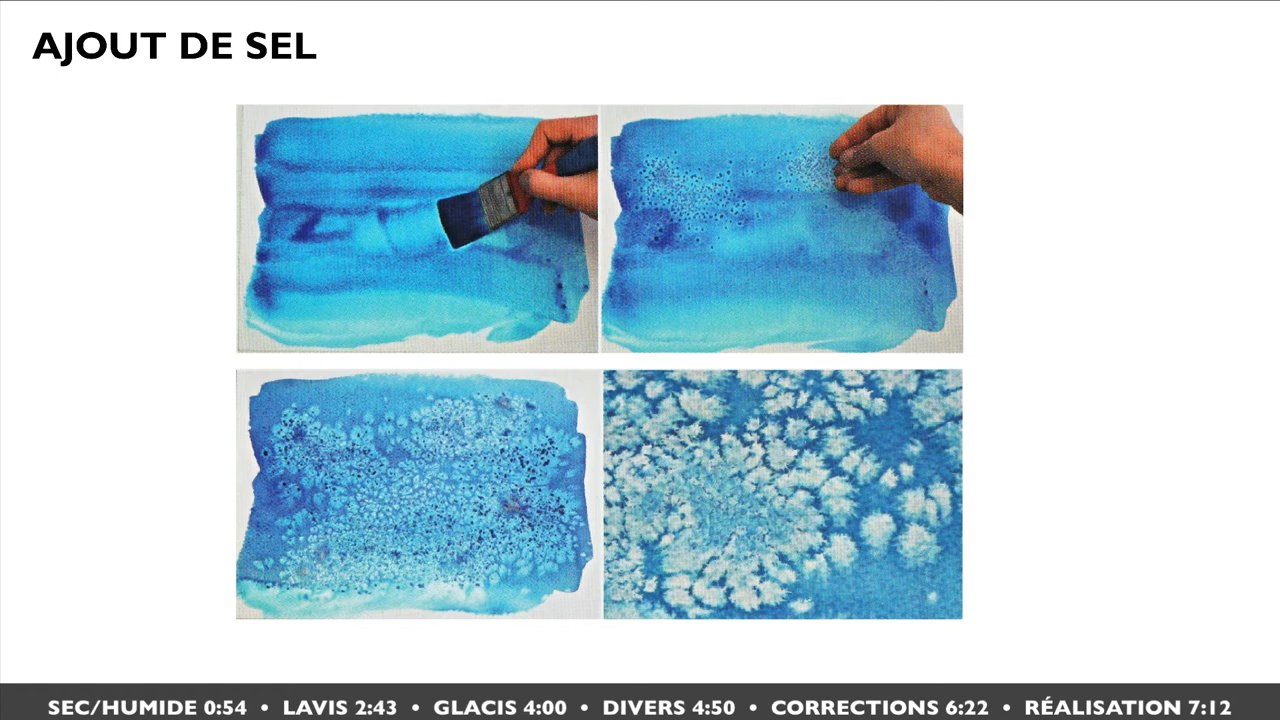 AJOUT DE SEL
SEC/HUMIDE 0:54 • LAVIS 2:43 • GLACIS 4:00 • DIVERS 4:50 • CORRECTIONS 6:22 • RÉALISATION 7:12